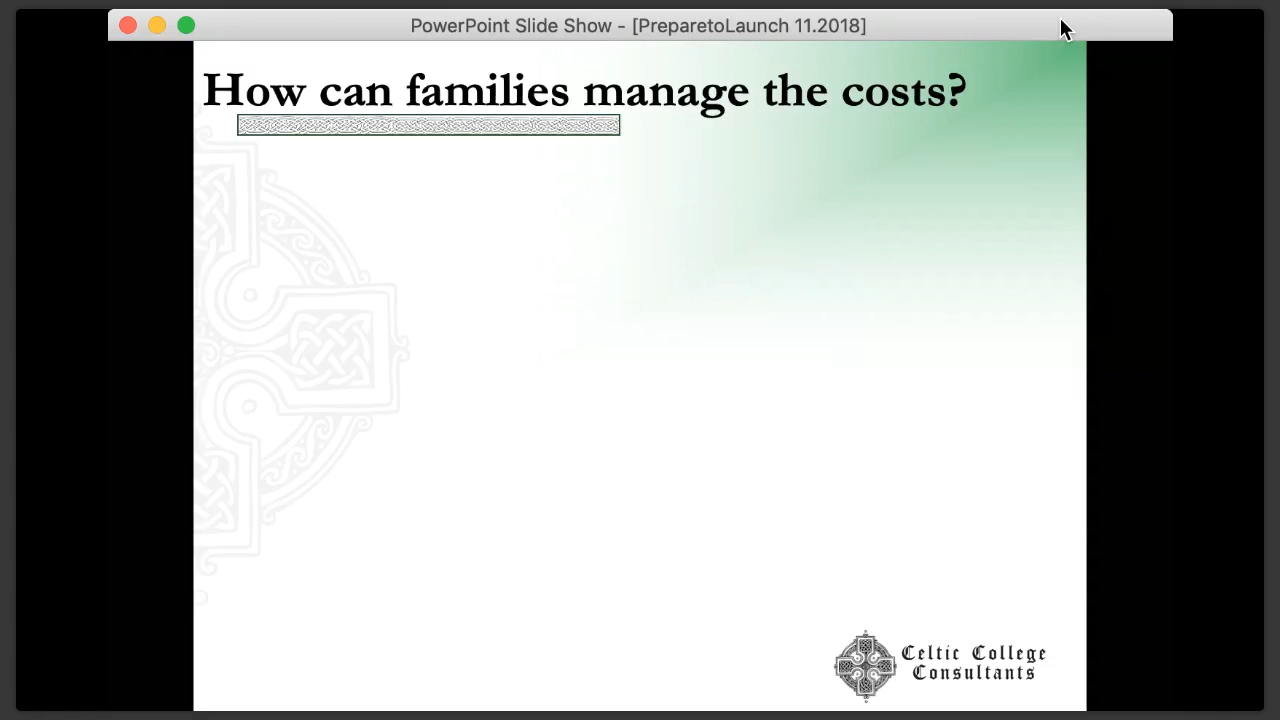 PowerPoint Slide Show - [PreparetoLaunch 11.2018]
How can families manage the costs?
Celtic College
Consultants